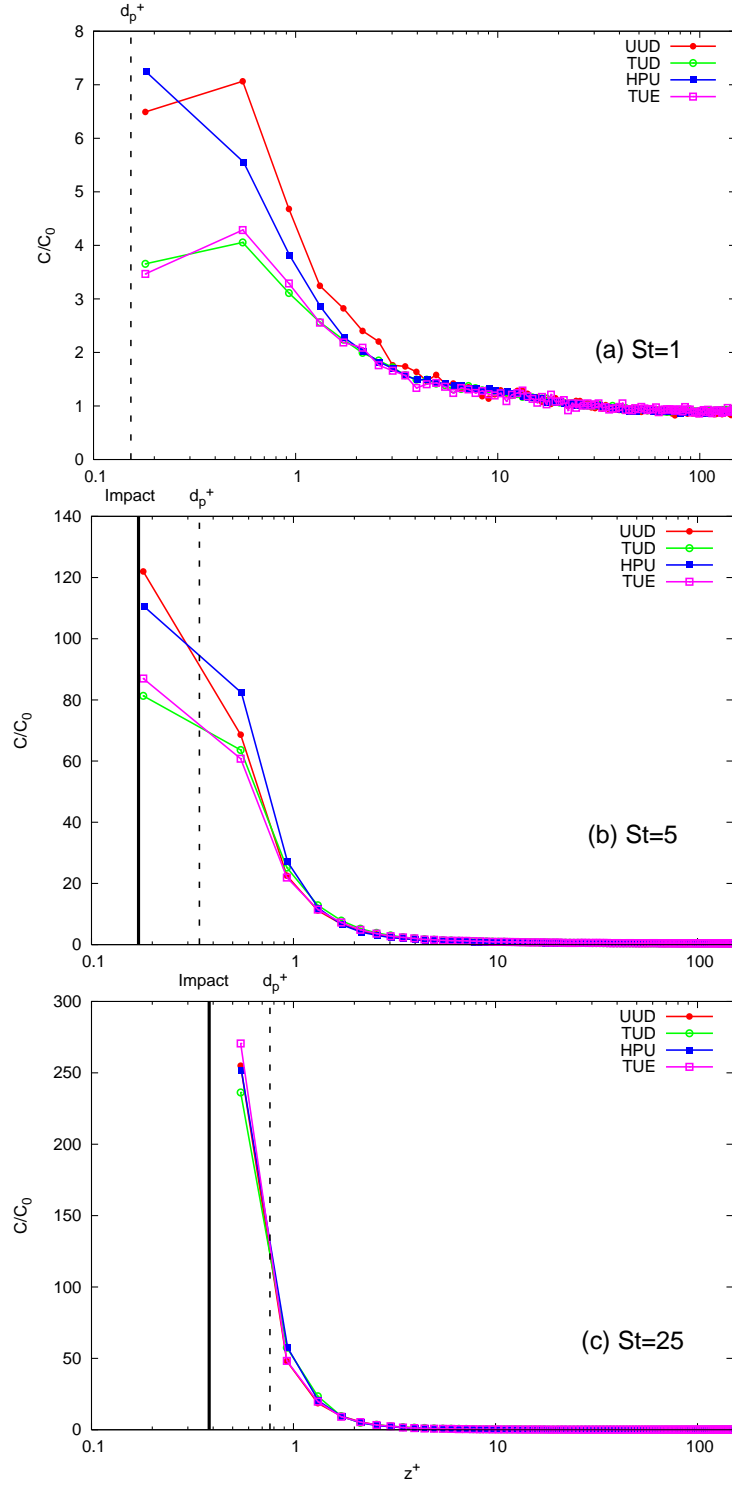 d_p^+
8
7
6
5
4
3
2
1
0
C/C_0
UUD
TUD
HPU
TUE
(a) St=1
0.1 1 10 100
Impact d_p^+
140
120
100
80
60
40
20
0
C/C_0
UUD
TUD
HPU
TUE
(b) St=5
0.1 1 10 100
Impact d_p^+
300
250
200
150
100
50
0
C/C_0
UUD
TUD
HPU
TUE
(c) St=25
0.1 1 10 100
z^+